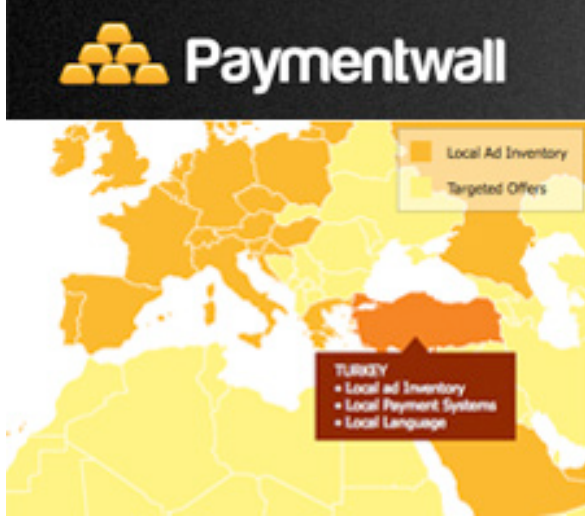 Paymentwall
Local Ad Inventory
Targeted Offers
TURKEY
• Local ad Inventory
• Local Payment Systems
• Local Language